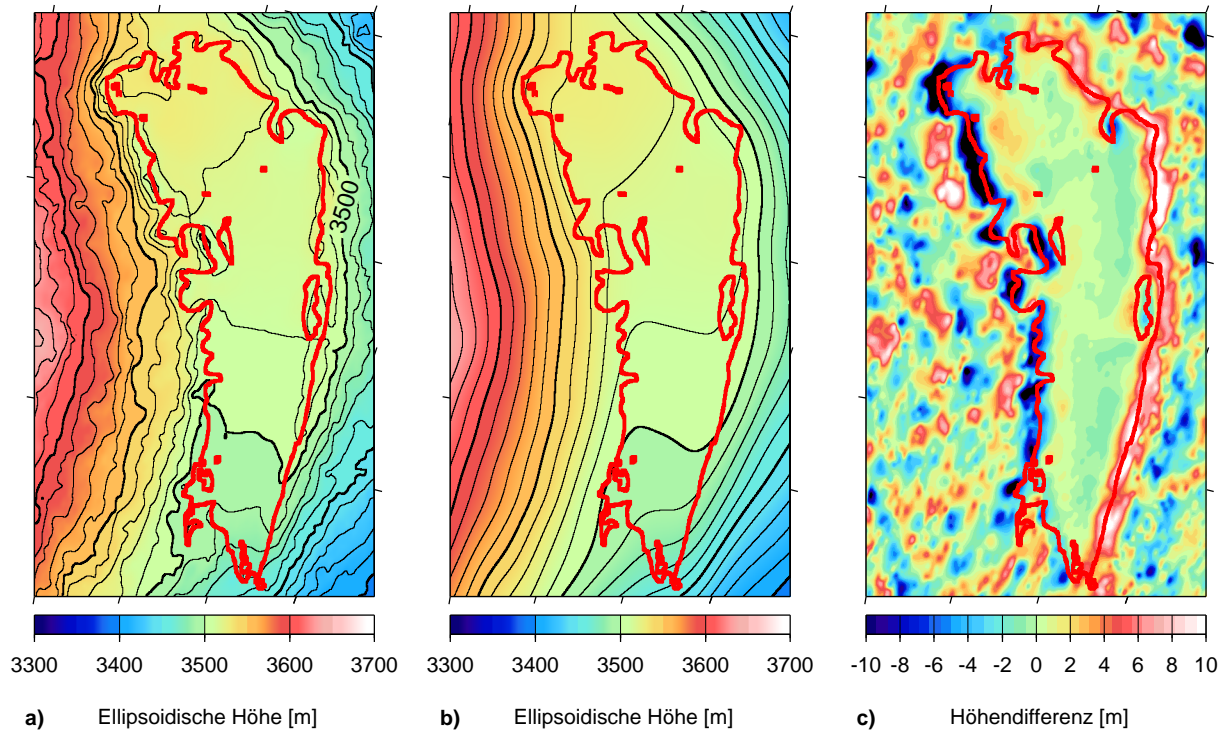 3500
3300 3400 3500 3600 3700
3300 3400 3500 3600 3700
-10 -8 -6 -4 -2 0 2 4 6 8 10
a) Ellipsoidische Höhe [m]
b) Ellipsoidische Höhe [m]
c) Höhendifferenz [m]